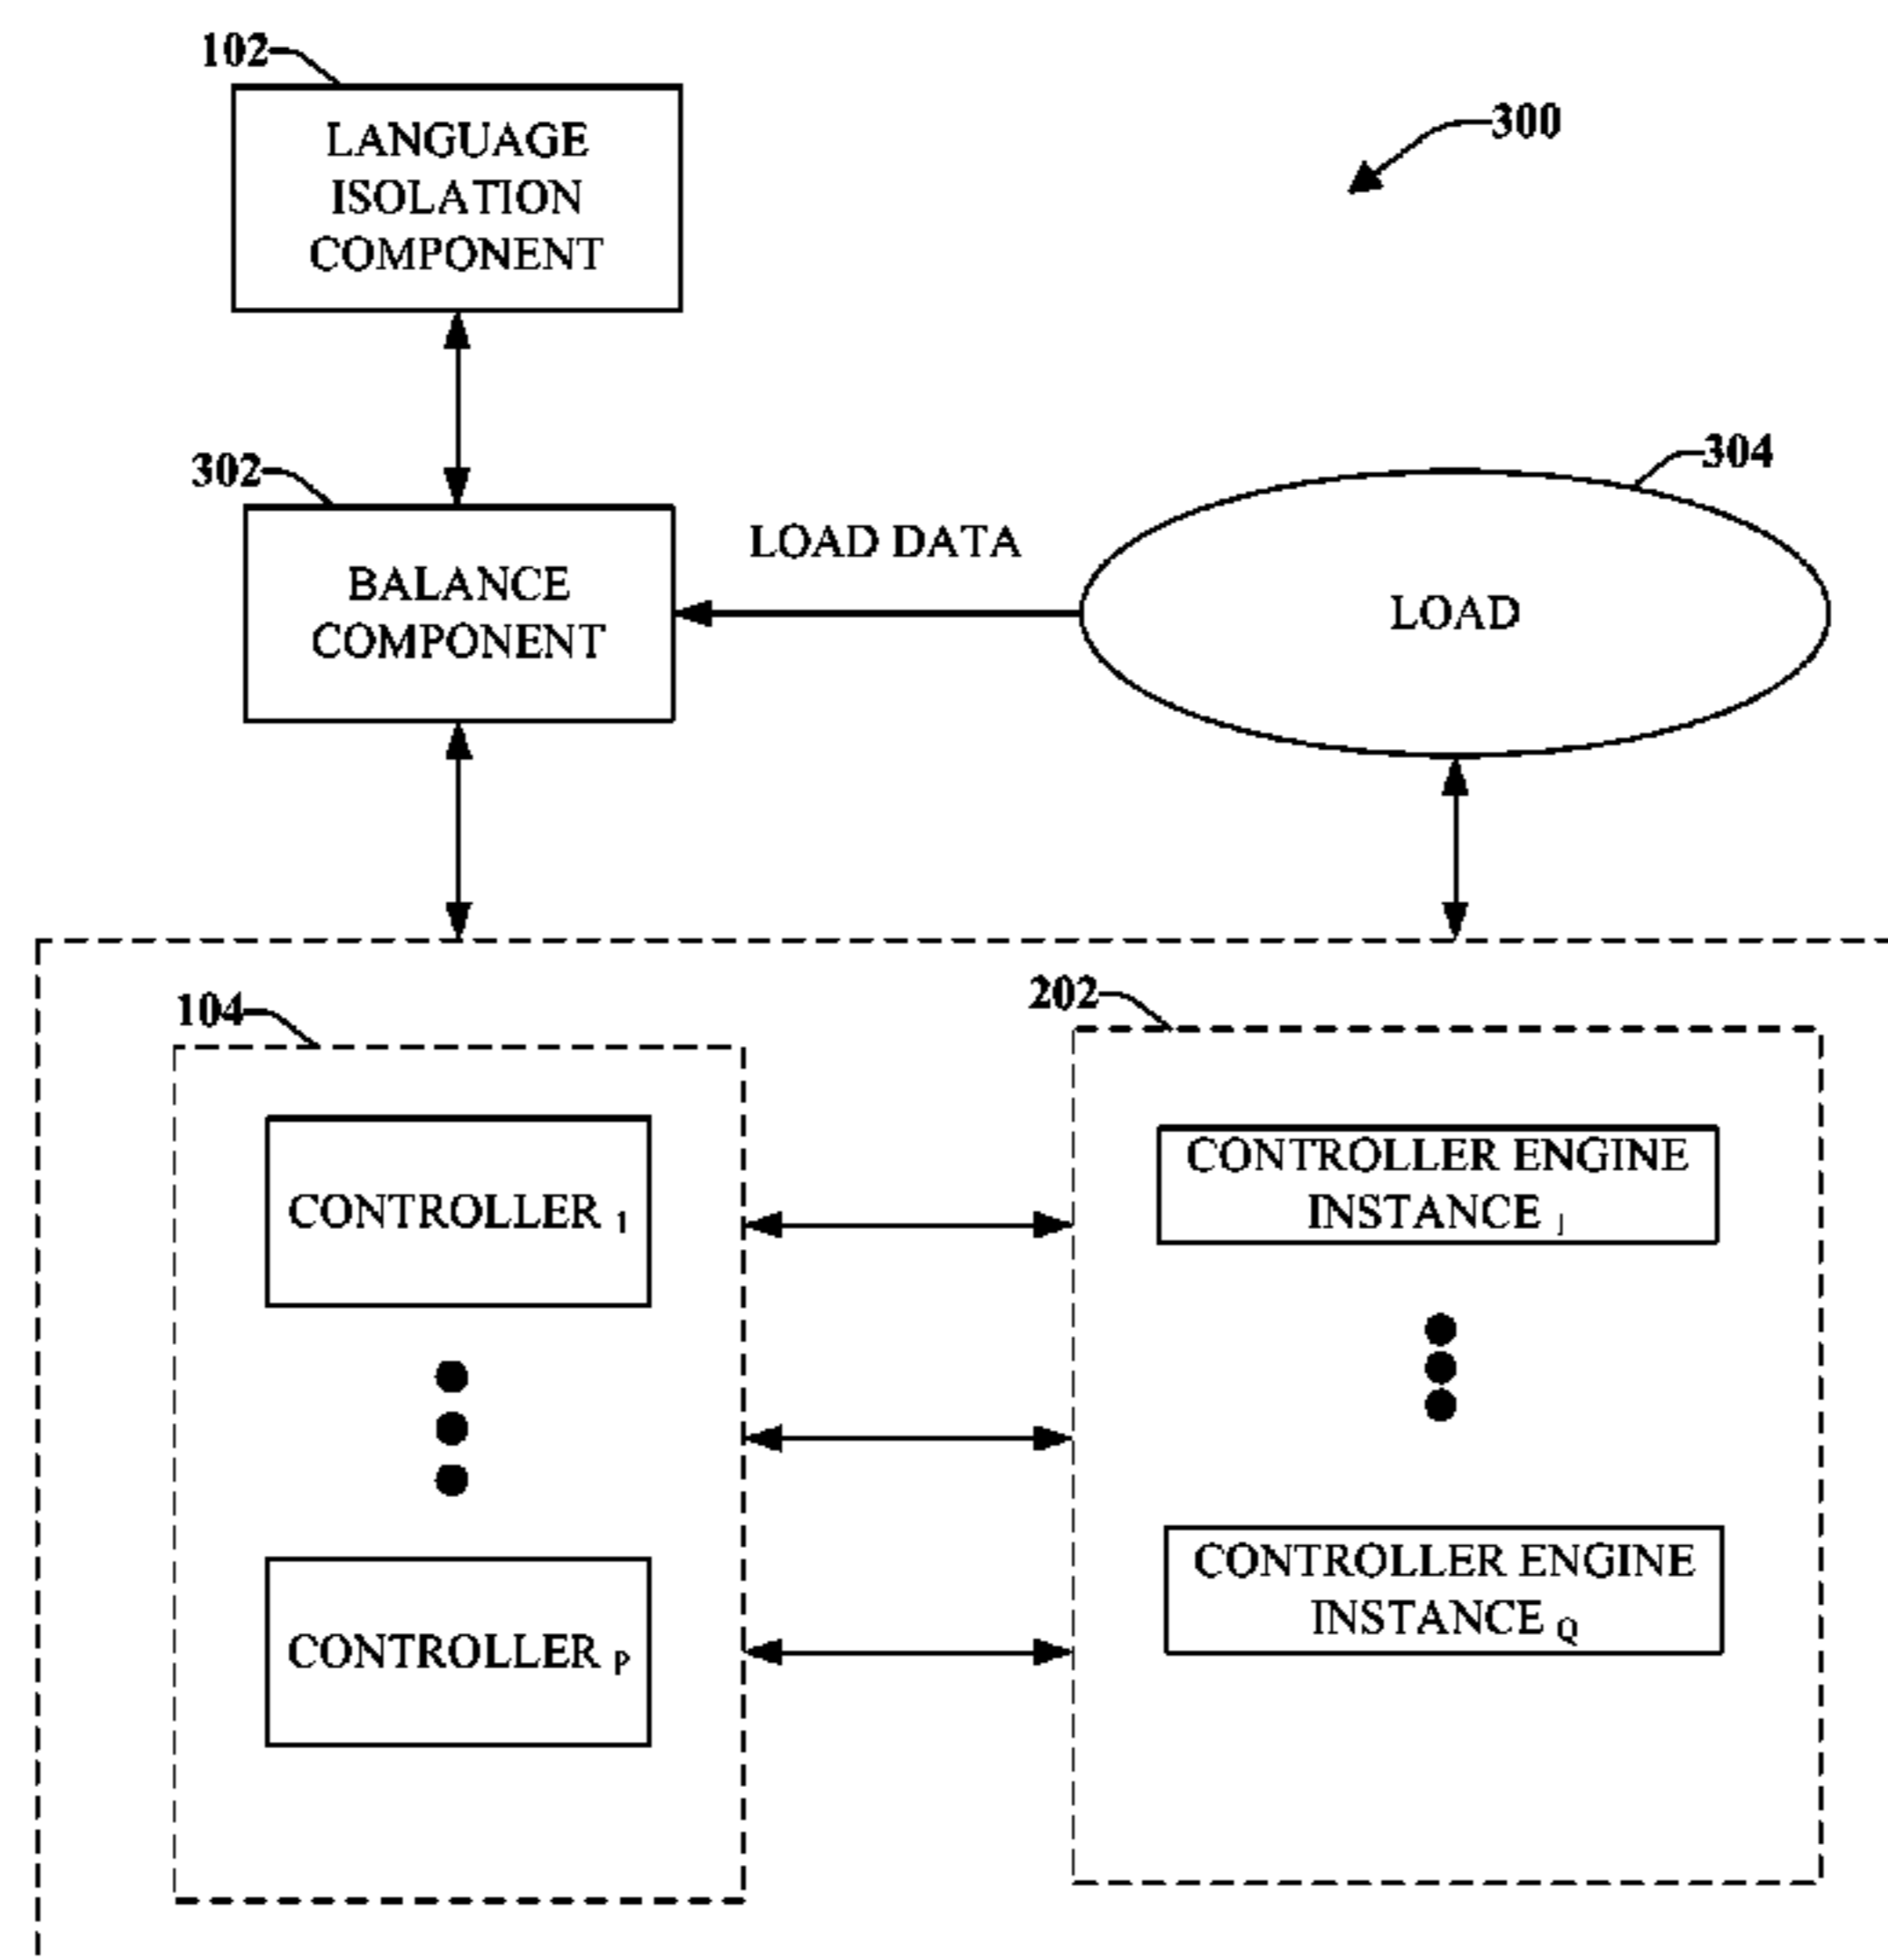 102
LANGUAGE
ISOLATION
COMPONENT
300
302
BALANCE
COMPONENT
LOAD DATA
304
LOAD
104
CONTROLLER 1
CONTROLLER P
202
CONTROLLER ENGINE
INSTANCE J
CONTROLLER ENGINE
INSTANCE Q